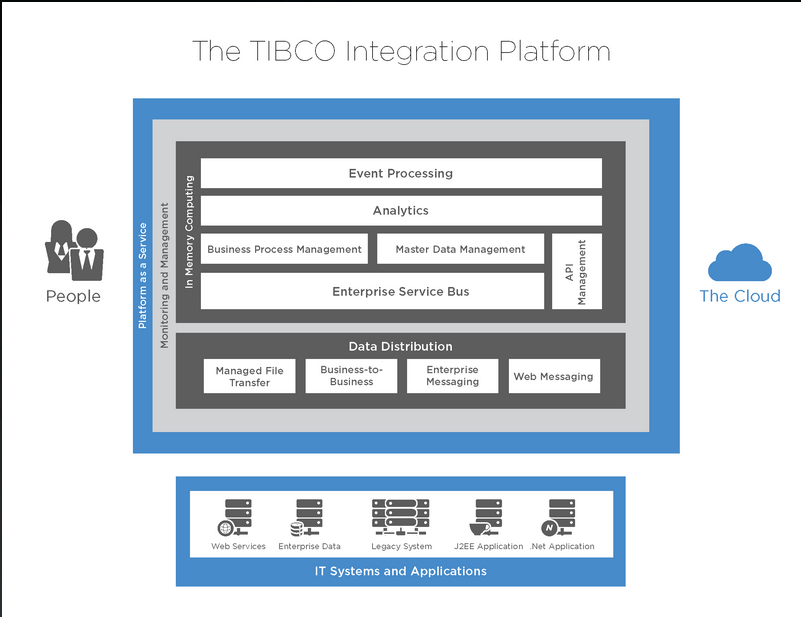 The TIBCO Integration Platform
People
Platform as a Service
Monitoring and Management
In Memory Computing
Event Processing
Analytics
Business Process Management
Master Data Management
Enterprise Service Bus
API
Management
Data Distribution
Managed File
Transfer
Business-to-
Business
Enterprise
Messaging
Web Messaging
The Cloud
Web Services
Enterprise Data
Legacy System
J2EE Application
.Net Application
N
IT Systems and Applications